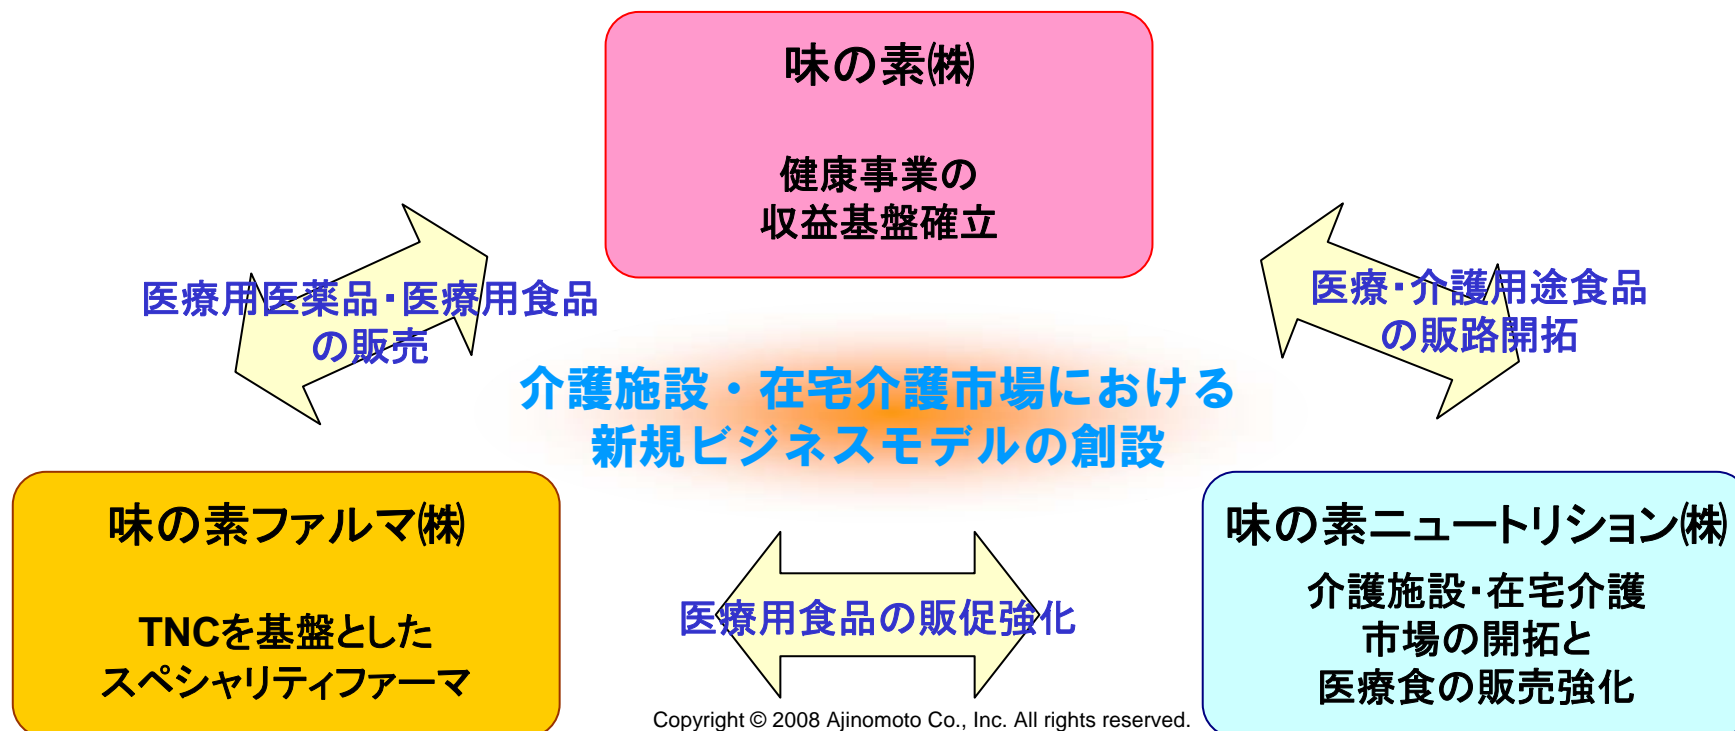 味の素㈱
健康事業の
収益基盤確立
医療用医薬品・医療用食品
の販売
医療・介護用途食品
の販路開拓
介護施設・在宅介護市場における
新規ビジネスモデルの創設
味の素ファルマ㈱
TNCを基盤とした
スペシャリティファーマ
医療用食品の販促強化
味の素ニュートリション㈱
介護施設・在宅介護
市場の開拓と
医療食の販売強化
Copyright © 2008 Ajinomoto Co., Inc. All rights reserved.